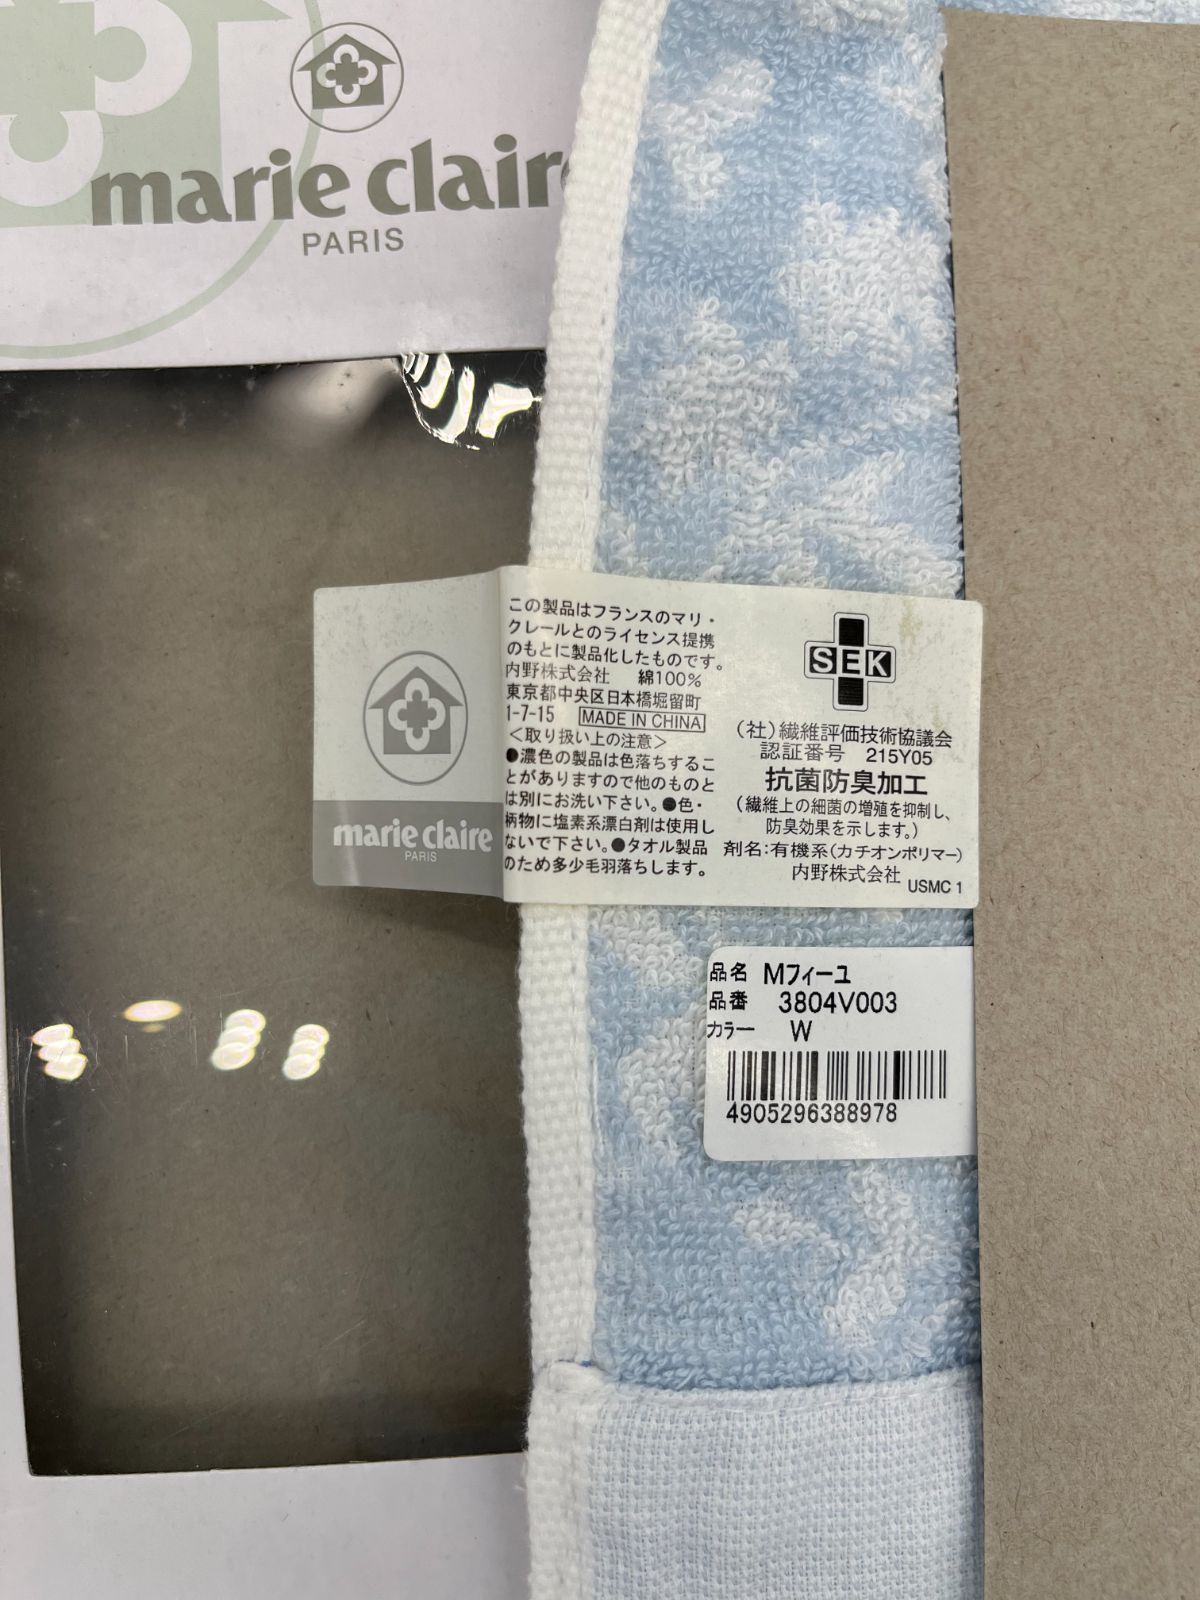 marie clair
PARIS
この製品はフランスのマリ・
クレールとのライセンス提携
のもとに製品化したものです。
内野株式会社 綿100%
東京都中央区日本橋堀留町
1-7-15 MADE IN CHINA
<取り扱い上の注意>
●濃色の製品は色落ちするこ
とがありますので他のものと
は別にお洗い下さい。●色・
柄物に塩素系漂白剤は使用し
ないで下さい。●タオル製品
のため多少毛羽落ちします。
marie claire
PARIS
SEK
(社)繊維評価技術協議会
認証番号 215Y05
抗菌防臭加工
(繊維上の細菌の増殖を抑制し、
防臭効果を示します。)
剤名:有機系(カチオンポリマー)
内野株式会社 USMC 1
品名 Mフィーユ
品番 3804V003
カラー W
4905296388978